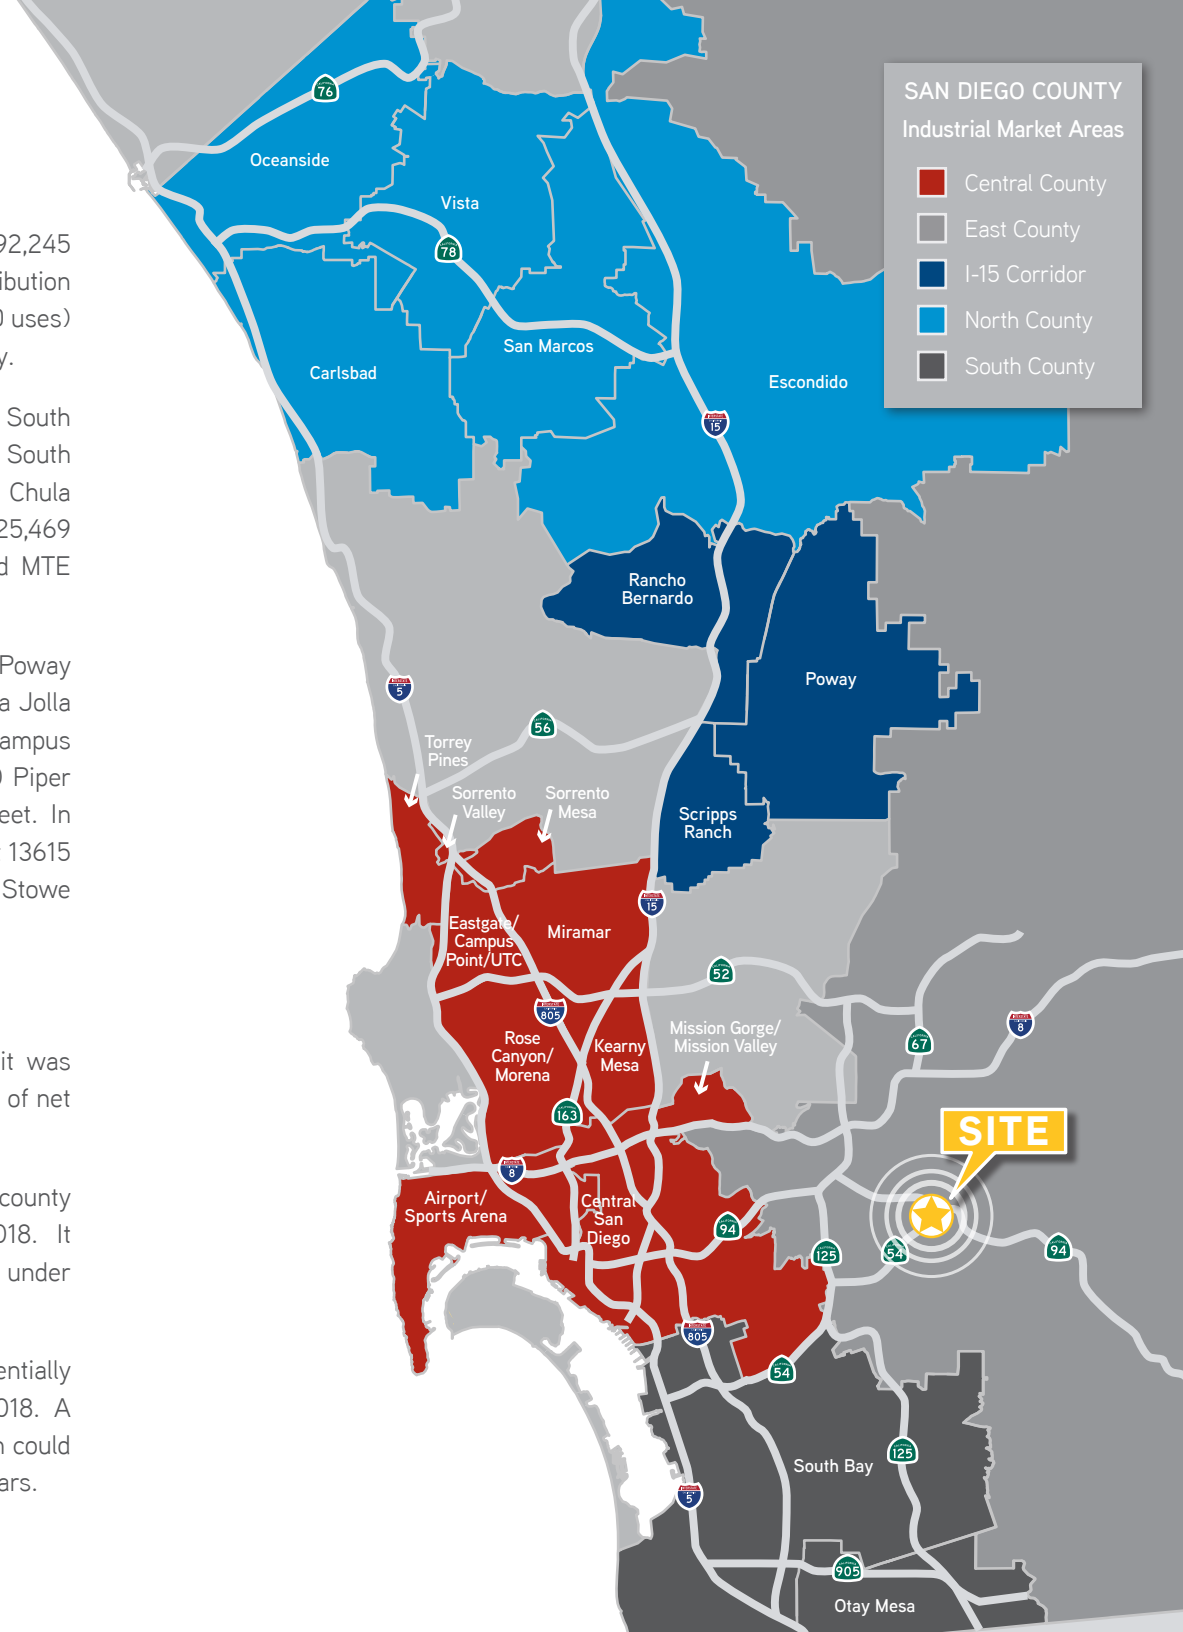 92,245
ribution
0 uses)
y.
South
South
Chula
25,469
d MTE
Poway
a Jolla
ampus
0 Piper
eet. In
13615
Stowe
it was
of net
county
018. It
under
entially
018. A
n could
ars.
SAN DIEGO COUNTY
Industrial Market Areas
Central County
East County
I-15 Corridor
North County
South County
76
Oceanside
Vista
78
San Marcos
Carlsbad
Escondido
15
Rancho
Bernardo
Poway
5
56
Torrey
Pines
Sorrento
Valley
Sorrento
Mesa
Scripps
Ranch
15
Eastgate/
Campus
Point/UTC
Miramar
52
805
Rose
Canyon/
Morena
Kearny
Mesa
Mission Gorge/
Mission Valley
67
8
163
SITE
8
Airport/
Sports Arena
Central
San
Diego
94
125
54
94
805
54
125
South Bay
5
905
Otay Mesa